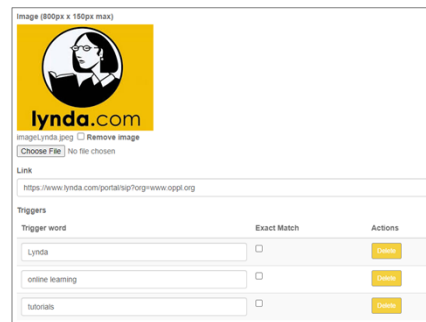 Image (800px x 150px max)
lynda.com
imageLynda.jpeg Remove image
Choose File No file chosen
Link
https://www.lynda.com/portal/sip?org=www.oppl.org
Triggers
Trigger word Exact Match Actions
Lynda Delete
online learning Delete
tutorials Delete